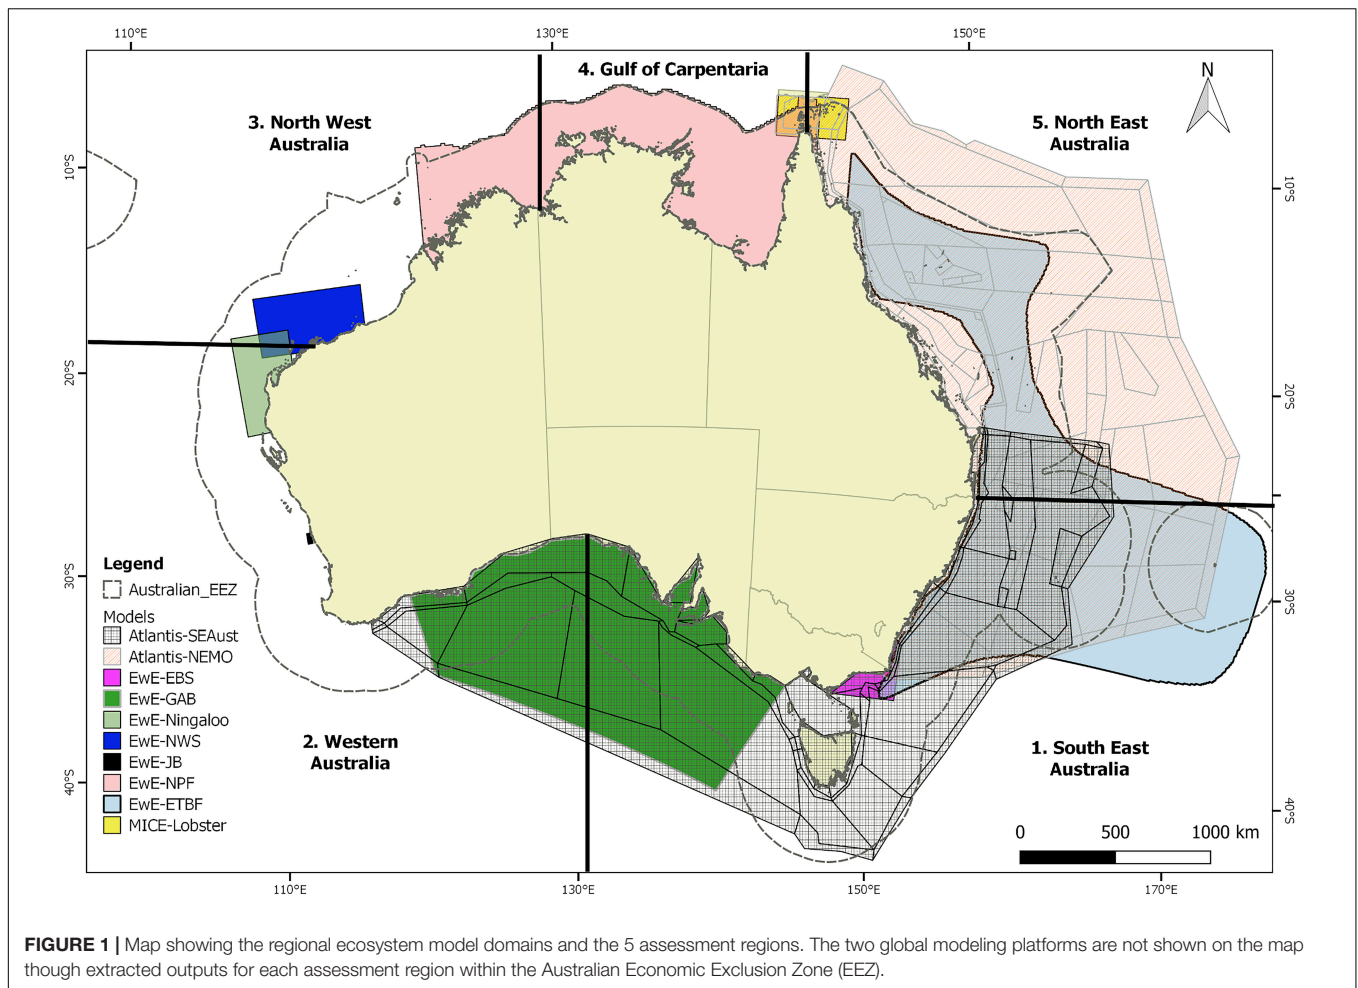 110°E 130°E 150°E
4. Gulf of Carpentaria
N
3. North West
Australia
5. North East
Australia
10°S
10°S
20°S
20°S
30°S
30°S
40°S
40°S
Legend
Australian_EEZ
Models
Atlantis-SEAust
Atlantis-NEMO
EwE-EBS
EwE-GAB
EwE-Ningaloo
EwE-NWS
EwE-JB
EwE-NPF
EwE-ETBF
MICE-Lobster
2. Western
Australia
1. South East
Australia
0 500 1000 km
110°E 130°E 150°E 170°E
FIGURE 1 | Map showing the regional ecosystem model domains and the 5 assessment regions. The two global modeling platforms are not shown on the map
though extracted outputs for each assessment region within the Australian Economic Exclusion Zone (EEZ).